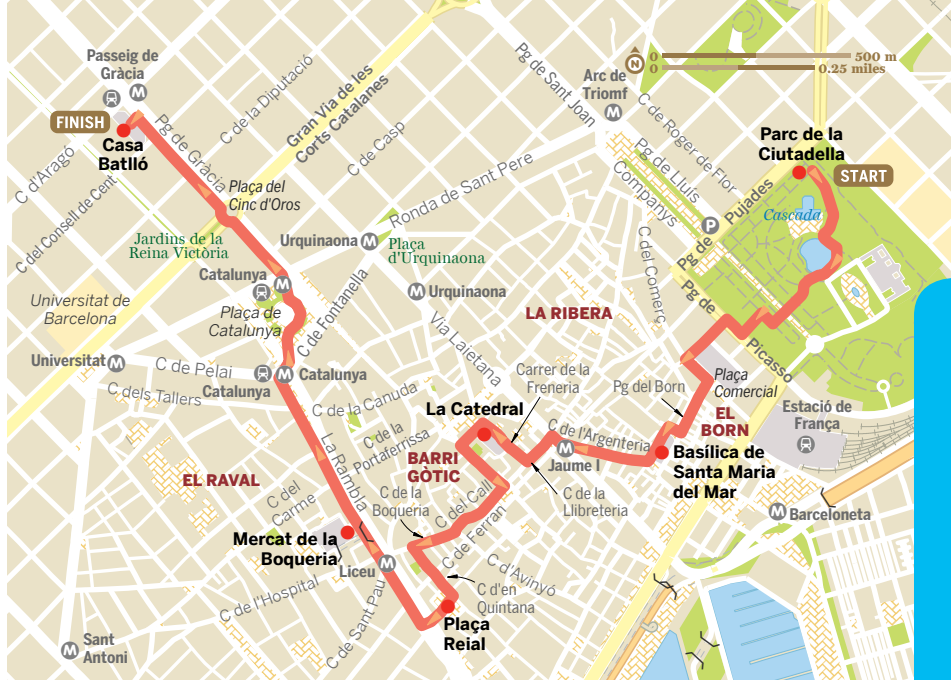 Passeig de
Gràcia
FINISH
Casa
Batlló
C d'Aragó
C del Consell de Cent
Pg de Gràcia
C de la Diputació
Gran Via de les
Corts Catalanes
C de Casp
Plaça del
Cinc d'Oros
Jardins de la
Reina Victòria
Ronda de Sant Pere
Pg de Sant Joan
N
0
500 m
0
0.25 miles
Arc de
Triomf
C de Roger de Flor
Pg de Lluís
Companys
Parc de la
Ciutadella
START
Cascada
P
Pg de Pujades
Pg de
Picasso
C del Comerç
Urquinaona
Plaça
d'Urquinaona
Urquinaona
Catalunya
Plaça de
Catalunya
C de Fontanella
Universitat de
Barcelona
Universitat
C de Pelai
Catalunya
Catalunya
C dels Tallers
Via Laietana
LA RIBERA
Carrer de la
Freneria
Pg del Born
Plaça
Comercial
EL
BORN
Estació de
França
C de la Canuda
La Catedral
C de la
Portaferrissa
BARRI
GÒTIC
C de l'Argenteria
Jaume I
Basílica de
Santa Maria
del Mar
EL RAVAL
La Rambla
C del
Carme
C de la
Boqueria
C del Call
C de Ferran
C de la
Llibreteria
Barceloneta
Mercat de la
Boqueria
Liceu
C de l'Hospital
C de Sant Pau
C d'Avinyó
C d'en
Quintana
Plaça
Reial
Sant
Antoni
M
M
M
M
M
M
M
M
M
M
M